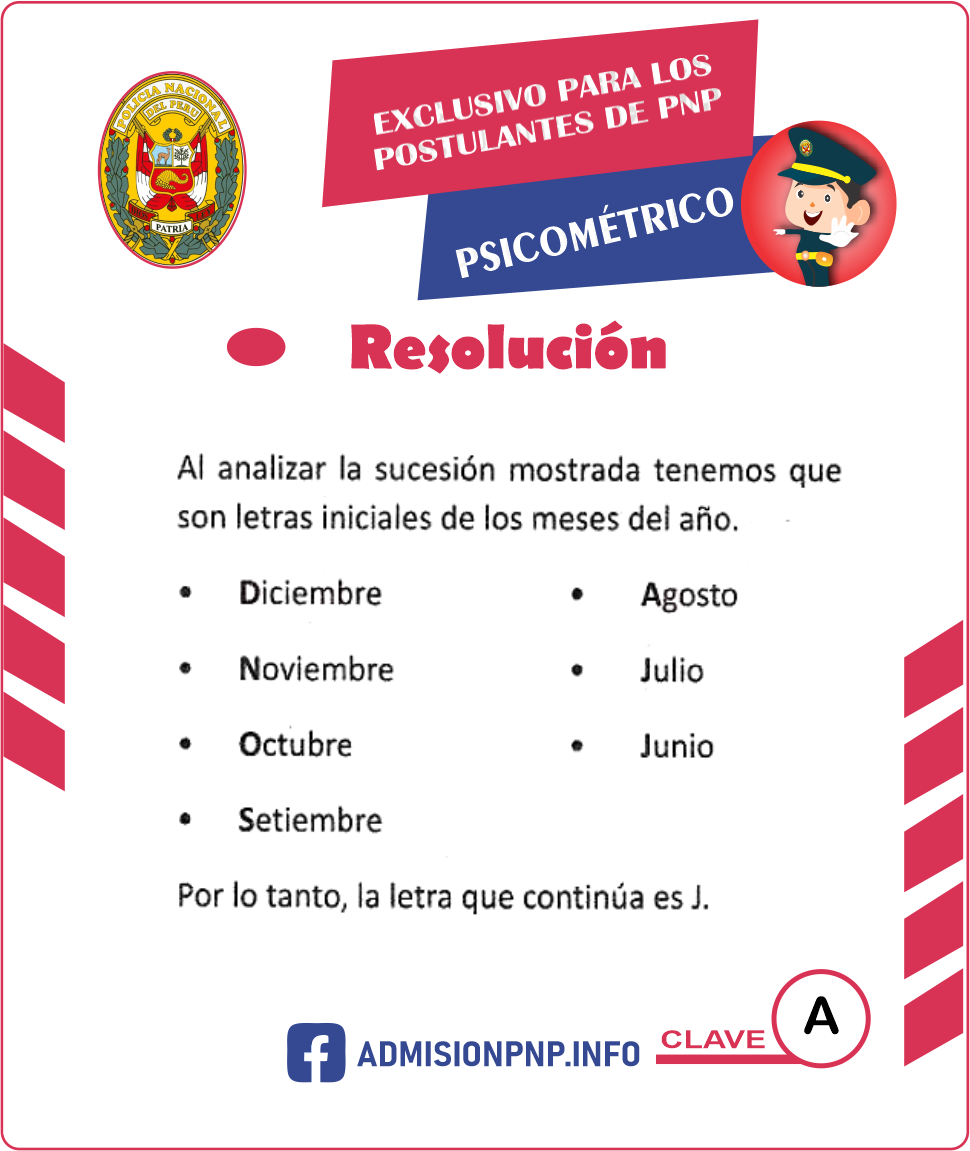 POLICIA NACIONAL
DEL PERU
DIOS
LEY
PATRIA
EXCLUSIVO PARA LOS
POSTULANTES DE PNP
PSICOMÉTRICO
Resolución
Al analizar la sucesión mostrada tenemos que
son letras iniciales de los meses del año.
• Diciembre
• Noviembre
• Octubre
• Setiembre
• Agosto
• Julio
• Junio
Por lo tanto, la letra que continúa es J.
ADMISIONPNP.INFO
CLAVE
A